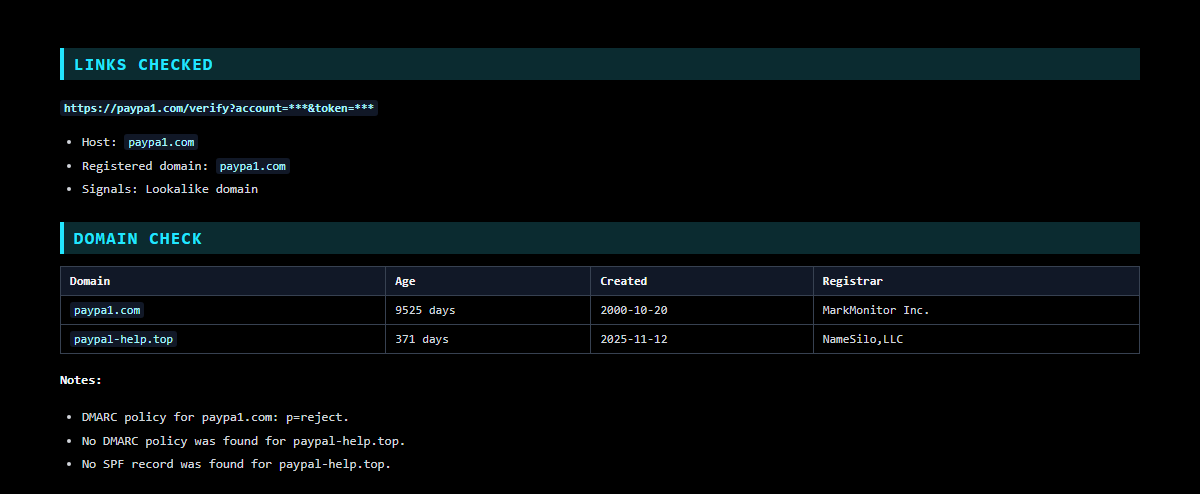 LINKS CHECKED
https://paypa1.com/verify?account=***&token=***
Host: paypa1.com
Registered domain: paypa1.com
Signals: Lookalike domain
DOMAIN CHECK
Domain Age Created Registrar
paypa1.com 9525 days 2000-10-20 MarkMonitor Inc.
paypal-help.top 371 days 2025-11-12 NameSilo,LLC
Notes:
DMARC policy for paypa1.com: p=reject.
No DMARC policy was found for paypal-help.top.
No SPF record was found for paypal-help.top.